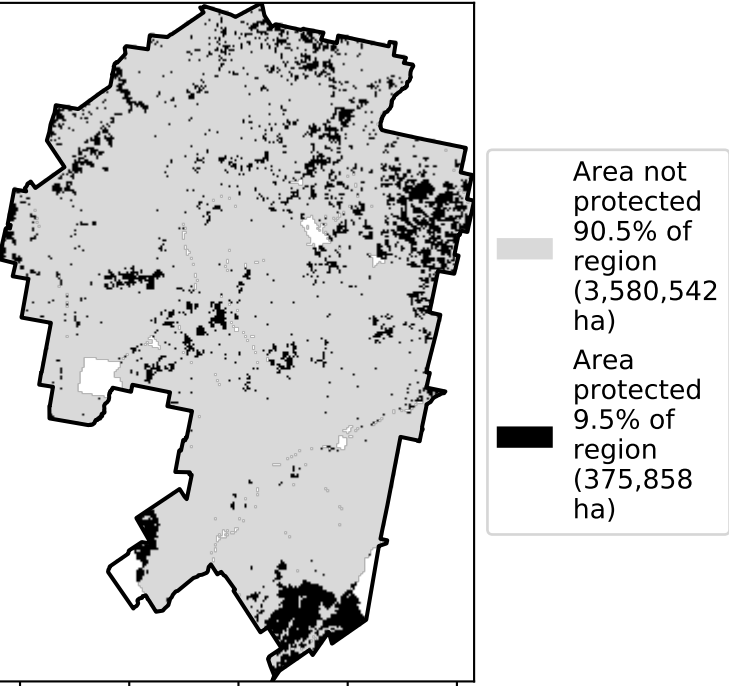 Area not
protected
90.5% of
region
(3,580,542
ha)
Area
protected
9.5% of
region
(375,858
ha)